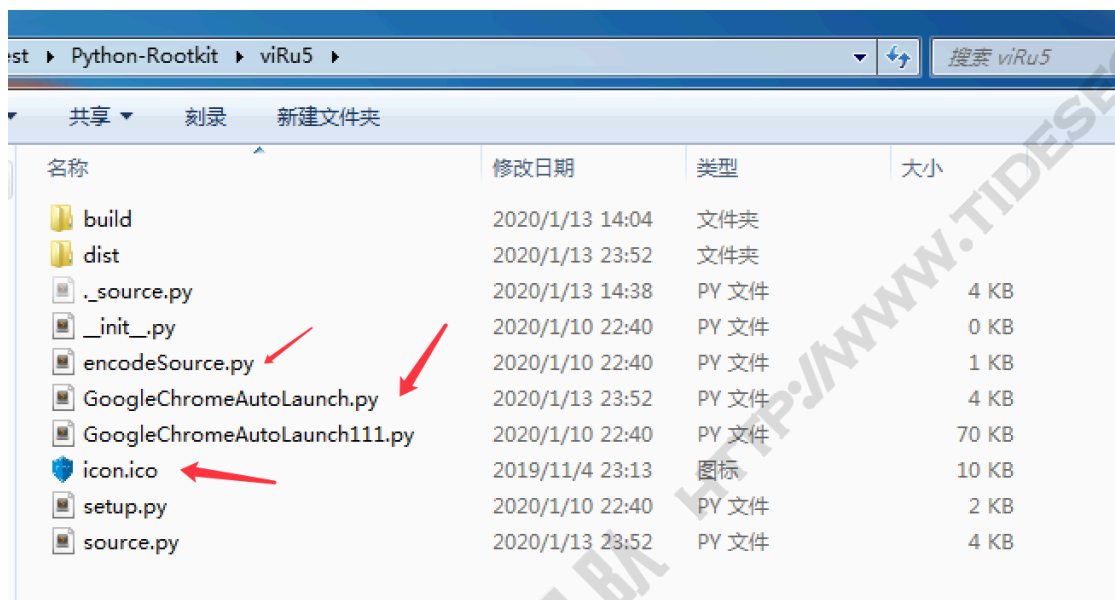 est ▸ Python-Rootkit ▸ viRu5 ▸ 搜索 viRu5
共享 刻录 新建文件夹
名称 修改日期 类型 大小
build 2020/1/13 14:04 文件夹
dist 2020/1/13 23:52 文件夹
._source.py 2020/1/13 14:38 PY 文件 4 KB
__init__.py 2020/1/10 22:40 PY 文件 0 KB
encodeSource.py 2020/1/10 22:40 PY 文件 1 KB
GoogleChromeAutoLaunch.py 2020/1/13 23:52 PY 文件 4 KB
GoogleChromeAutoLaunch111.py 2020/1/10 22:40 PY 文件 70 KB
icon.ico 2019/11/4 23:13 图标 10 KB
setup.py 2020/1/10 22:40 PY 文件 2 KB
source.py 2020/1/13 23:52 PY 文件 4 KB
HTTP://WWW.TIDESE